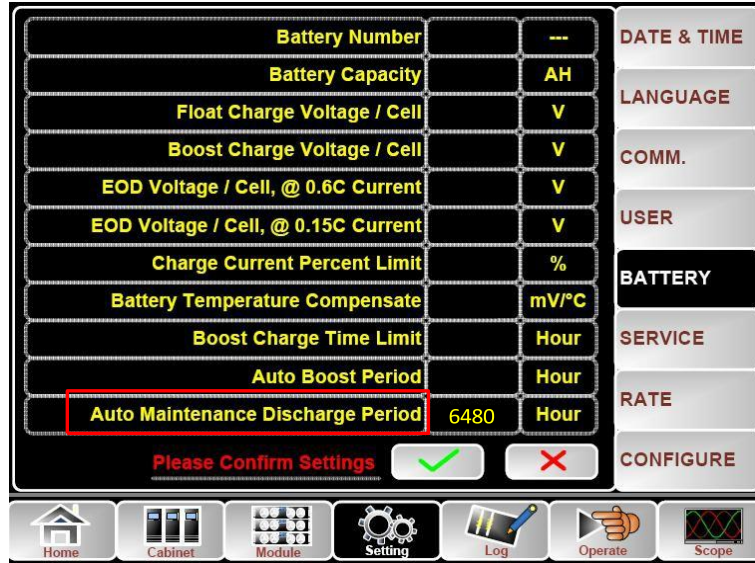 Battery Number ---
DATE & TIME
Battery Capacity AH
LANGUAGE
Float Charge Voltage / Cell V
Boost Charge Voltage / Cell V
COMM.
EOD Voltage / Cell, @ 0.6C Current V
USER
EOD Voltage / Cell, @ 0.15C Current V
Charge Current Percent Limit %
BATTERY
Battery Temperature Compensate mV/°C
Boost Charge Time Limit Hour
SERVICE
Auto Boost Period Hour
RATE
Auto Maintenance Discharge Period 6480 Hour
Please Confirm Settings
CONFIGURE
Home Cabinet Module Setting Log Operate Scope